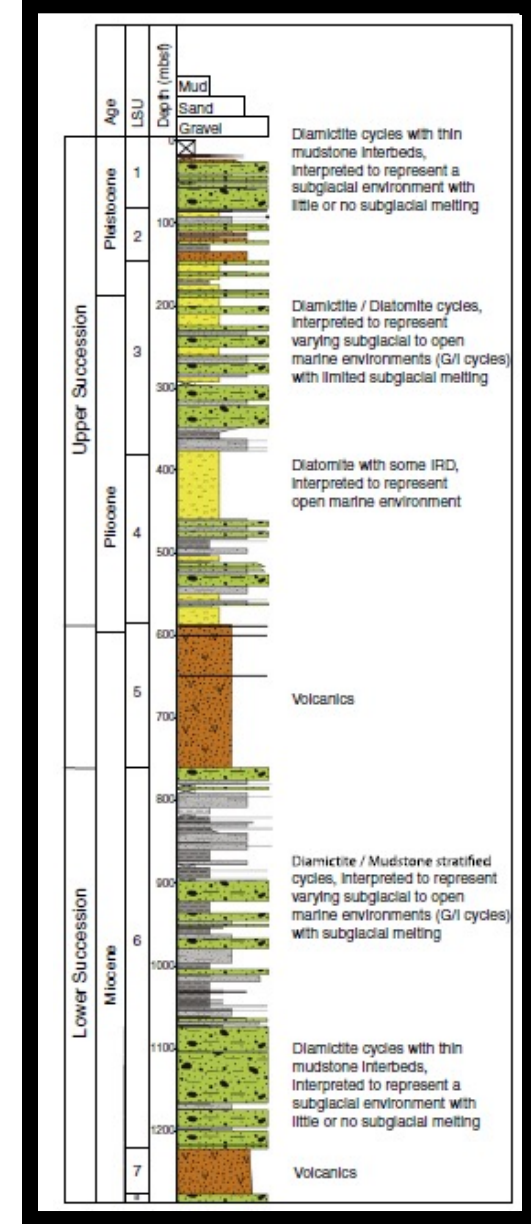 Age
LSU
Depth (mbsf)
Mud
Sand
Gravel
0
100
200
300
400
500
600
700
800
900
1000
1100
1200
Upper Succession
Lower Succession
Pleistocene
Pliocene
Miocene
1
2
3
4
5
6
7
Diamictite cycles with thin
mudstone interbeds,
interpreted to represent a
subglacial environment with
little or no subglacial melting
Diamictite / Diatomite cycles,
interpreted to represent
varying subglacial to open
marine environments (G/I cycles)
with limited subglacial melting
Diatomite with some IRD,
interpreted to represent
open marine environment
Volcanics
Diamictite / Mudstone stratified
cycles, interpreted to represent
varying subglacial to open
marine environments (G/I cycles)
with subglacial melting
Diamictite cycles with thin
mudstone interbeds,
interpreted to represent a
subglacial environment with
little or no subglacial melting
Volcanics